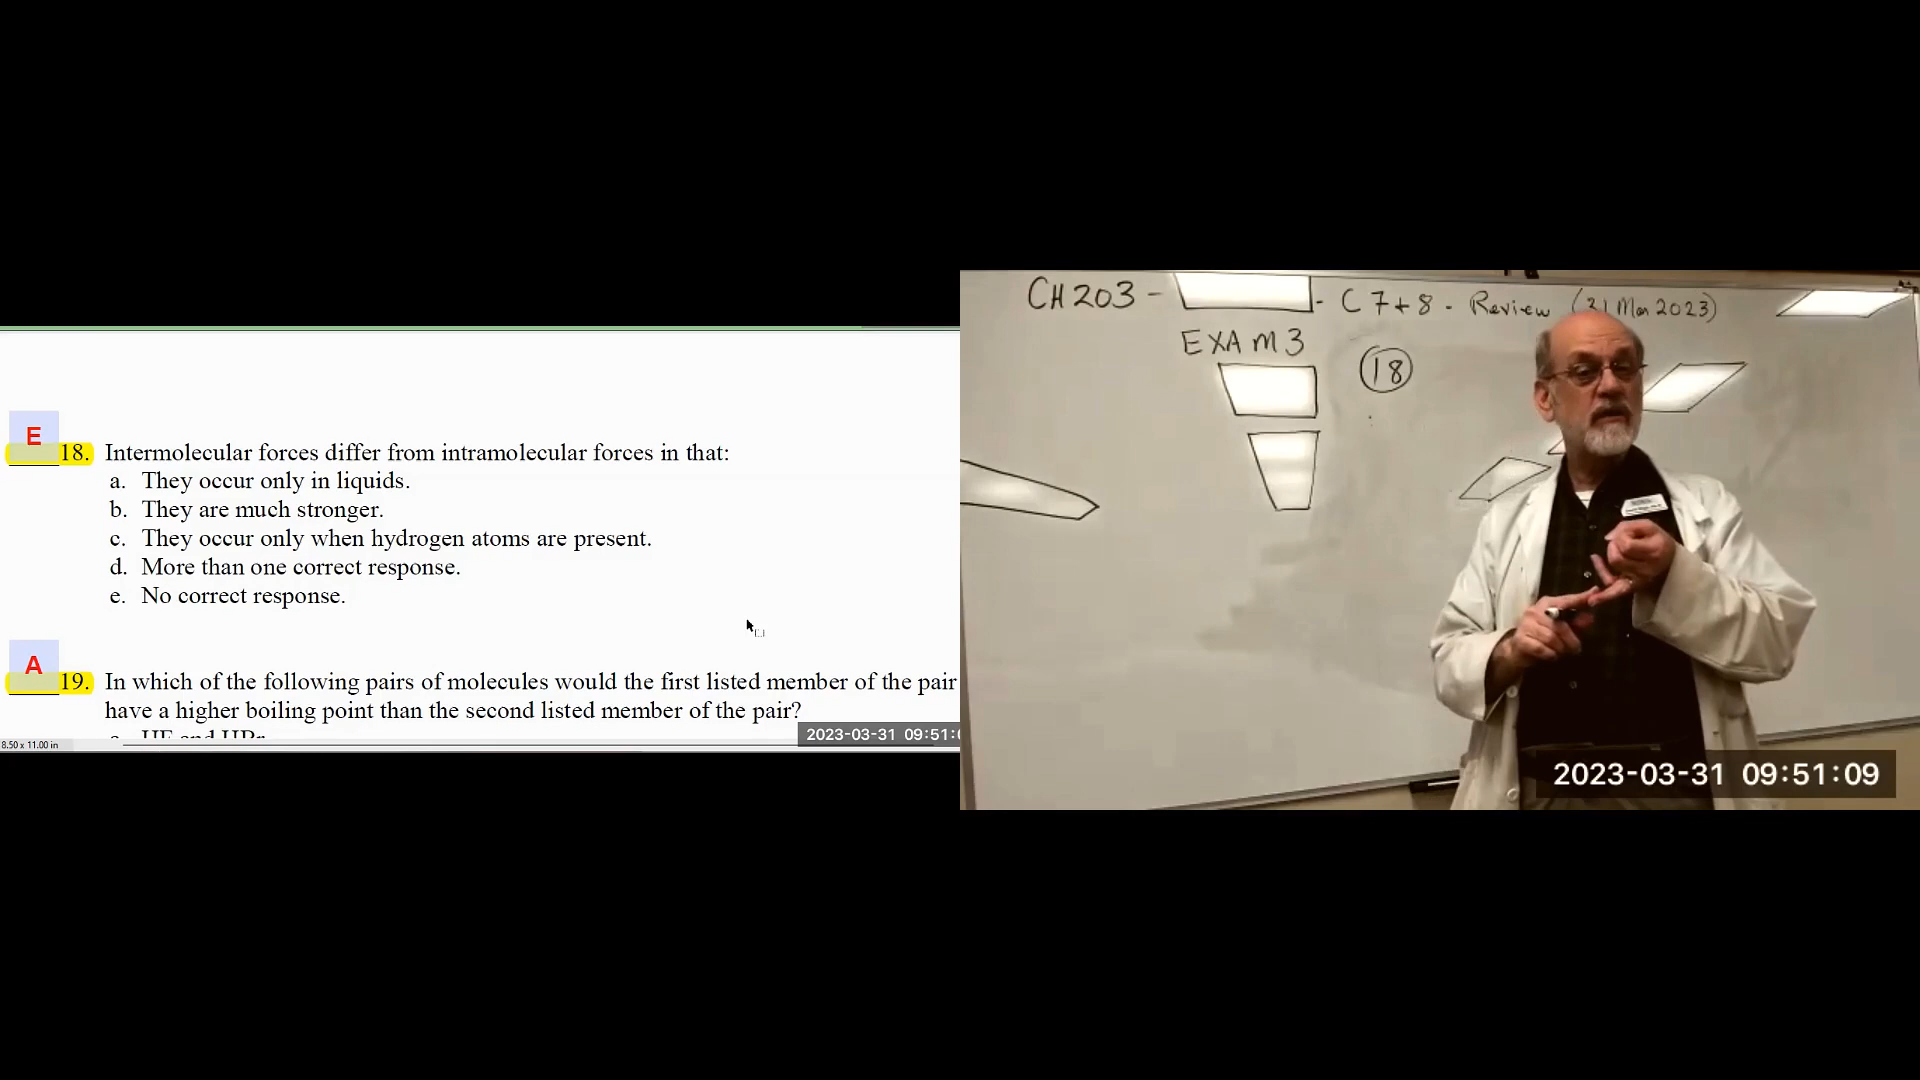 E
18. Intermolecular forces differ from intramolecular forces in that:
a. They occur only in liquids.
b. They are much stronger.
c. They occur only when hydrogen atoms are present.
d. More than one correct response.
e. No correct response.
A
19. In which of the following pairs of molecules would the first listed member of the pair
have a higher boiling point than the second listed member of the pair?
8.50 x 11.00 in
2023-03-31 09:51:0
CH 203 - - C 7 + 8 - Review (31 Mar 2023)
EXAM 3
18
2023-03-31 09:51:09